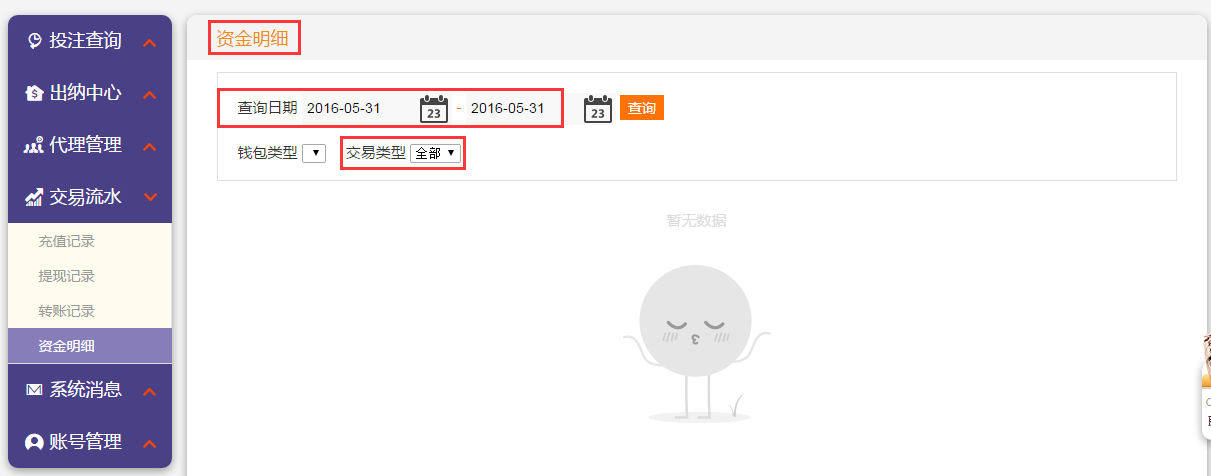 投注查询
出纳中心
代理管理
交易流水
充值记录
提现记录
转账记录
资金明细
系统消息
账号管理
资金明细
查询日期 2016-05-31 23 - 2016-05-31 23 查询
钱包类型 交易类型 全部
暂无数据